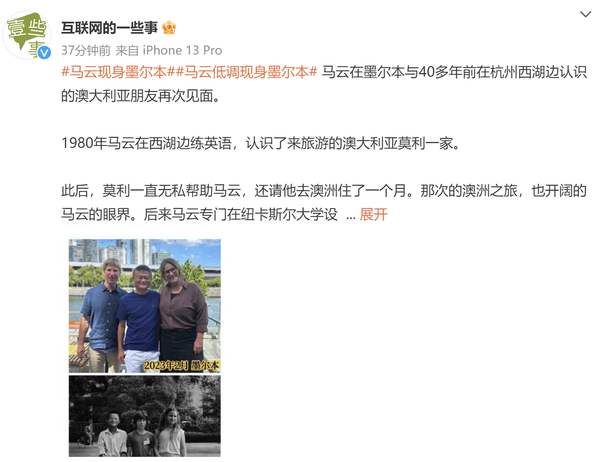 壹些事
互联网的一些事
37分钟前 来自 iPhone 13 Pro
#马云现身墨尔本##马云低调现身墨尔本# 马云在墨尔本与40多年前在杭州西湖边认识
的澳大利亚朋友再次见面。
1980年马云在西湖边练英语，认识了来旅游的澳大利亚莫利一家。
此后，莫利一直无私帮助马云，还请他去澳洲住了一个月。那次的澳洲之旅，也开阔的
马云的眼界。后来马云专门在纽卡斯尔大学设 ... 展开
2023年2月 墨尔本